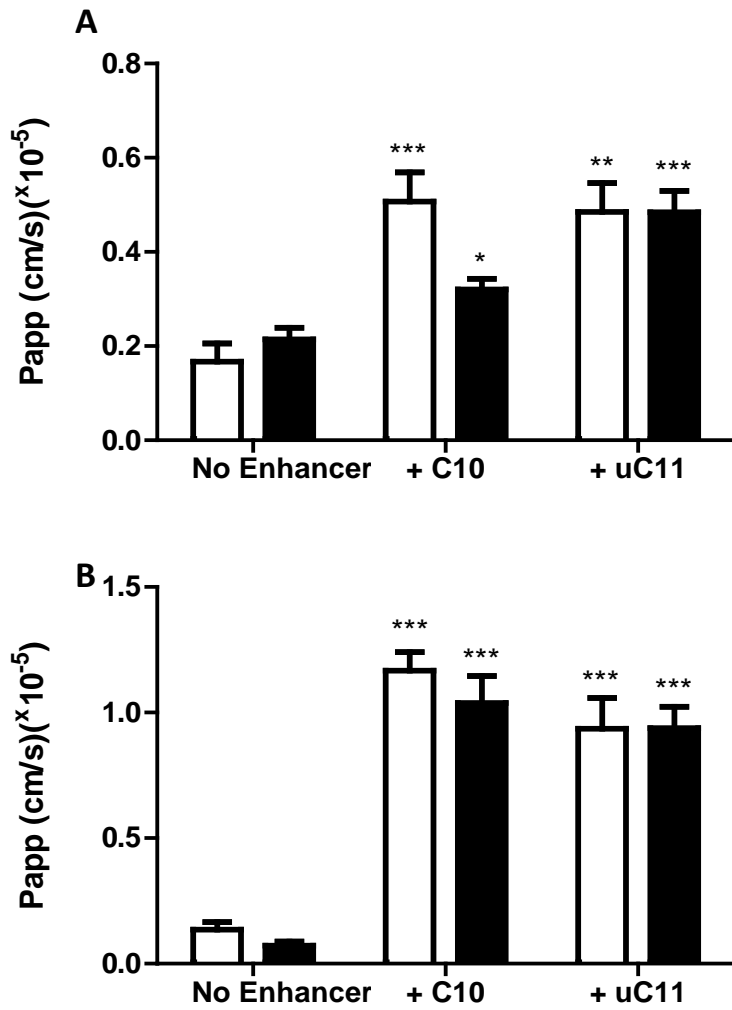 A
0.8
0.6
0.4
0.2
0.0
Papp (cm/s)(x10-5)
***
*
**
***
No Enhancer
+ C10
+ uC11
B
1.5
1.0
0.5
0.0
Papp (cm/s)(x10-5)
***
***
***
***
No Enhancer
+ C10
+ uC11